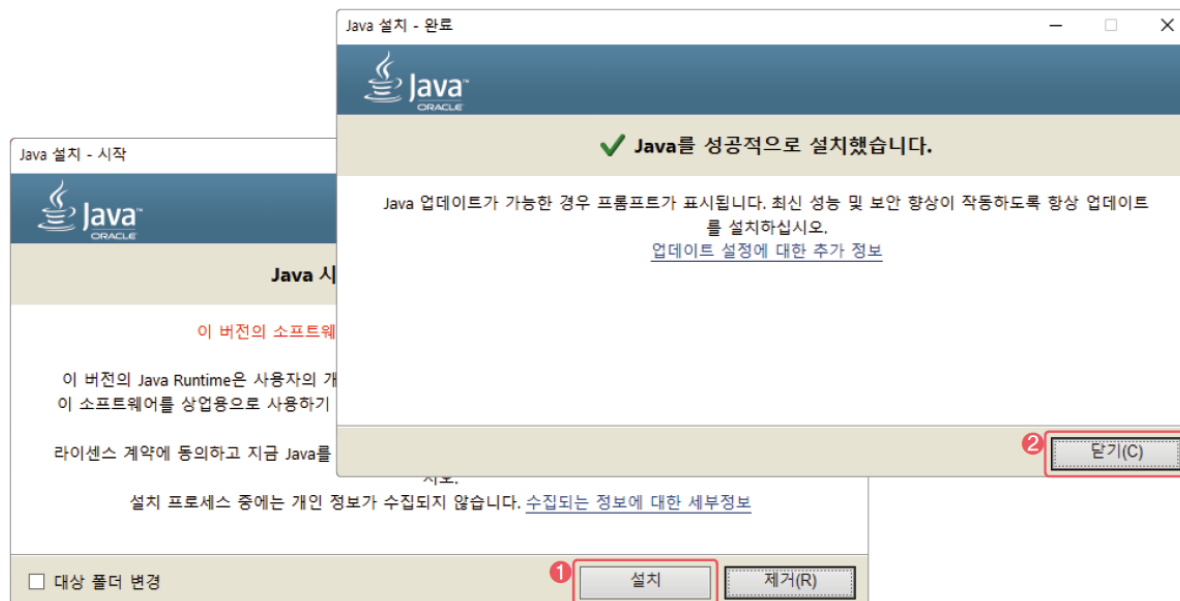 Java 설치 - 완료
Java™
ORACLE
Java를 성공적으로 설치했습니다.
Java 업데이트가 가능한 경우 프롬프트가 표시됩니다. 최신 성능 및 보안 향상이 작동하도록 항상 업데이트
를 설치하십시오.
업데이트 설정에 대한 추가 정보
2
닫기(C)
Java 설치 - 시작
Java™
ORACLE
Java 시
이 버전의 소프트웨
이 버전의 Java Runtime은 사용자의 개
이 소프트웨어를 상업용으로 사용하기
라이센스 계약에 동의하고 지금 Java를
시오.
설치 프로세스 중에는 개인 정보가 수집되지 않습니다. 수집되는 정보에 대한 세부정보
대상 폴더 변경
1
설치
제거(R)